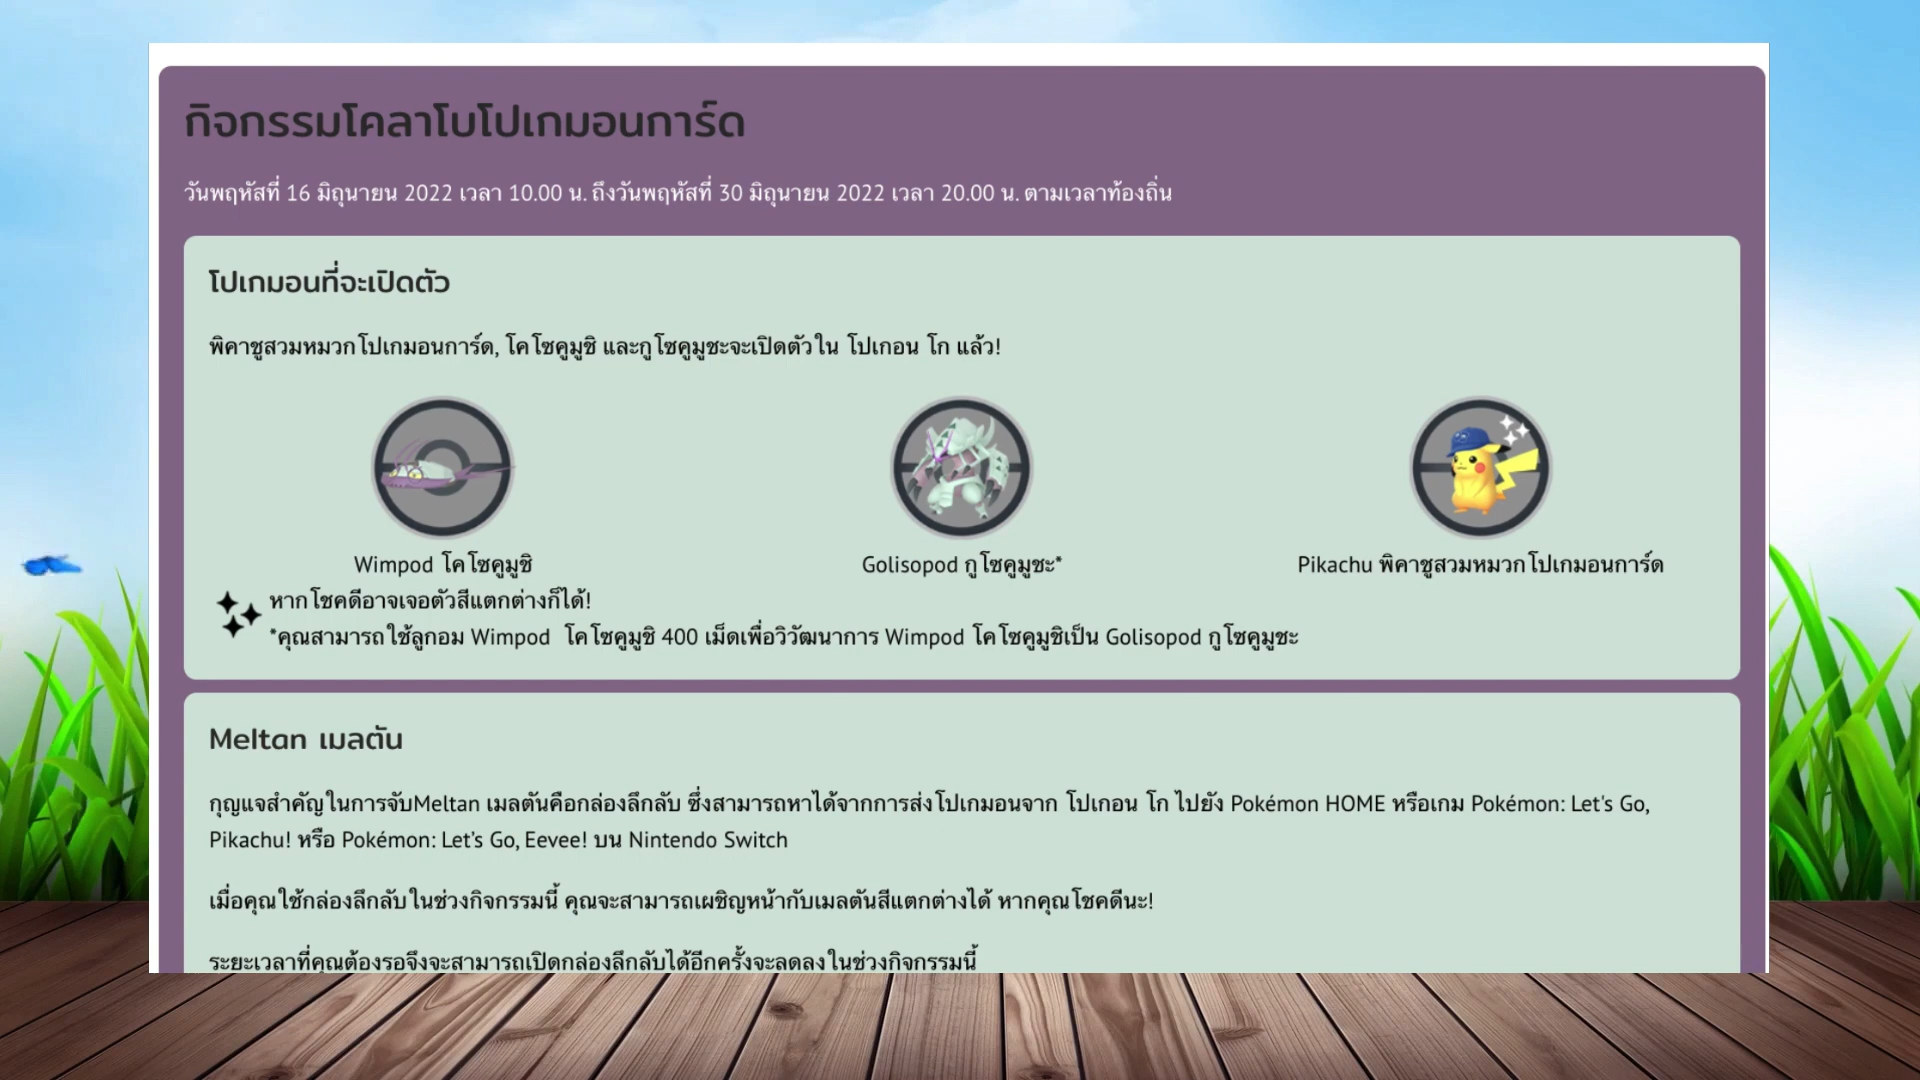 กิจกรรมโคลาโบโปเกมอนการ์ด
วันพฤหัสที่ 16 มิถุนายน 2022 เวลา 10.00 น. ถึงวันพฤหัสที่ 30 มิถุนายน 2022 เวลา 20.00 น. ตามเวลาท้องถิ่น
โปเกมอนที่จะเปิดตัว
พิคาชูสวมหมวกโปเกมอนการ์ด, โคโซคูมูชิ และกูโซคูมูชะจะเปิดตัวใน โปเกอน โก แล้ว!
Wimpod โคโซคูมูชิ
Golisopod กูโซคูมูชะ*
Pikachu พิคาชูสวมหมวกโปเกมอนการ์ด
หากโชคดีอาจเจอตัวสีแตกต่างก็ได้!
*คุณสามารถใช้ลูกอม Wimpod โคโซคูมูชิ 400 เม็ดเพื่อวิวัฒนาการ Wimpod โคโซคูมูชิเป็น Golisopod กูโซคูมูชะ
Meltan เมลตัน
กุญแจสำคัญในการจับMeltan เมลตันคือกล่องลึกลับ ซึ่งสามารถหาได้จากการส่งโปเกมอนจาก โปเกอน โก ไปยัง Pokémon HOME หรือเกม Pokémon: Let's Go,
Pikachu! หรือ Pokémon: Let’s Go, Eevee! บน Nintendo Switch
เมื่อคุณใช้กล่องลึกลับในช่วงกิจกรรมนี้ คุณจะสามารถเผชิญหน้ากับเมลตันสีแตกต่างได้ หากคุณโชคดีนะ!
ระยะเวลาที่คุณต้องรอจึงจะสามารถเปิดกล่องลึกลับได้อีกครั้งจะลดลงในช่วงกิจกรรมนี้